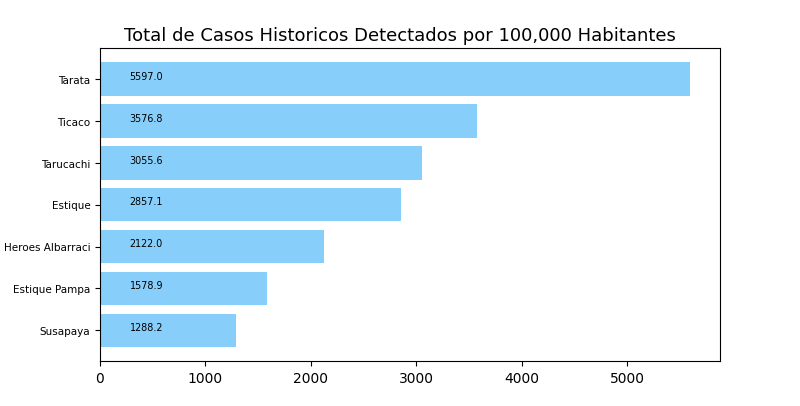 Total de Casos Historicos Detectados por 100,000 Habitantes
Tarata 5597.0
Ticaco 3576.8
Tarucachi 3055.6
Estique 2857.1
Heroes Albarraci 2122.0
Estique Pampa 1578.9
Susapaya 1288.2
0 1000 2000 3000 4000 5000